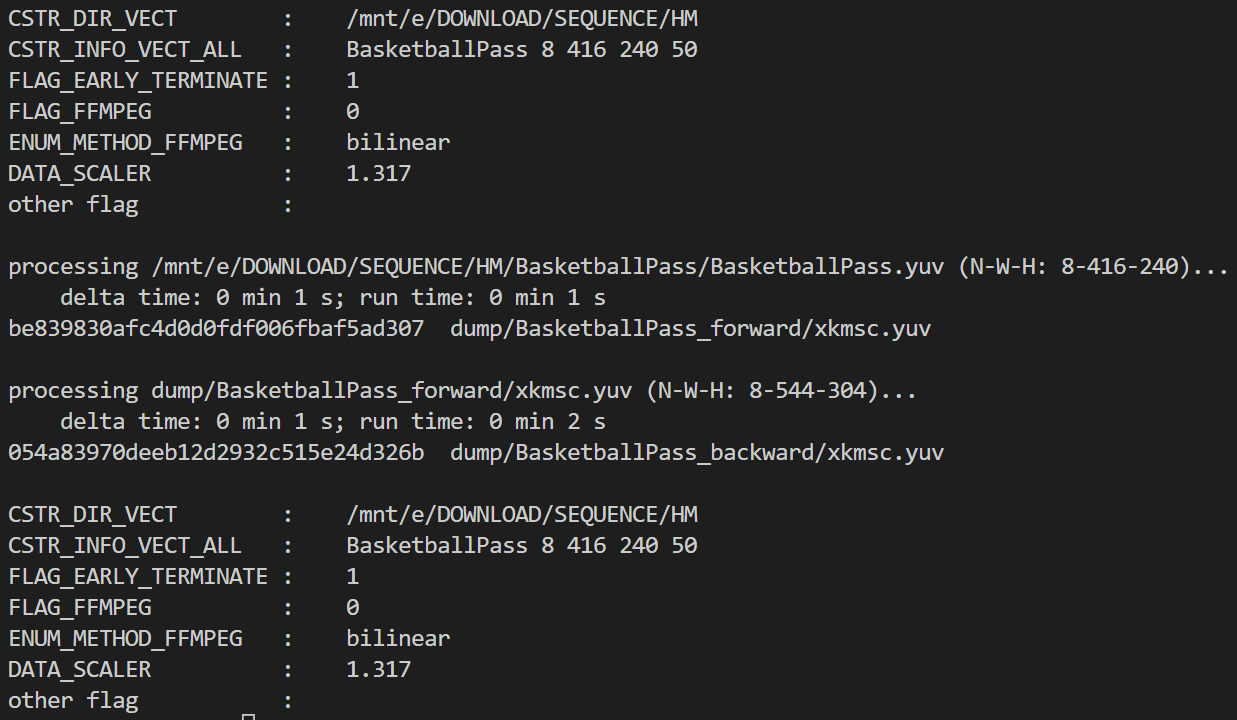 CSTR_DIR_VECT        :    /mnt/e/DOWNLOAD/SEQUENCE/HM
CSTR_INFO_VECT_ALL   :    BasketballPass 8 416 240 50
FLAG_EARLY_TERMINATE :    1
FLAG_FFMPEG          :    0
ENUM_METHOD_FFMPEG   :    bilinear
DATA_SCALER          :    1.317
other flag           :
processing /mnt/e/DOWNLOAD/SEQUENCE/HM/BasketballPass/BasketballPass.yuv (N-W-H: 8-416-240)...
    delta time: 0 min 1 s; run time: 0 min 1 s
be839830afc4d0d0fdf006fbaf5ad307  dump/BasketballPass_forward/xkmsc.yuv
processing dump/BasketballPass_forward/xkmsc.yuv (N-W-H: 8-544-304)...
    delta time: 0 min 1 s; run time: 0 min 2 s
054a83970deeb12d2932c515e24d326b  dump/BasketballPass_backward/xkmsc.yuv
CSTR_DIR_VECT        :    /mnt/e/DOWNLOAD/SEQUENCE/HM
CSTR_INFO_VECT_ALL   :    BasketballPass 8 416 240 50
FLAG_EARLY_TERMINATE :    1
FLAG_FFMPEG          :    0
ENUM_METHOD_FFMPEG   :    bilinear
DATA_SCALER          :    1.317
other flag           :